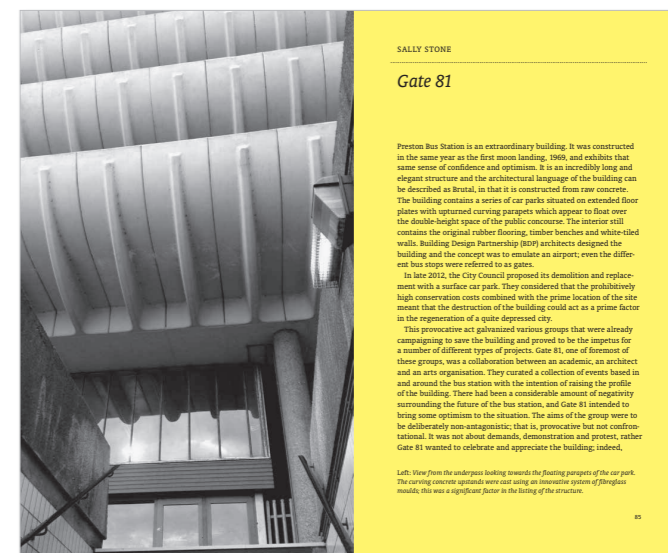 SALLY STONE
Gate 81
Preston Bus Station is an extraordinary building. It was constructed
in the same year as the first moon landing, 1969, and exhibits that
same sense of confidence and optimism. It is an incredibly long and
elegant structure and the architectural language of the building can
be described as Brutal, in that it is constructed from raw concrete.
The building contains a series of car parks situated on extended floor
plates with upturned curving parapets which appear to float over
the double-height space of the public concourse. The interior still
contains the original rubber flooring, timber benches and white-tiled
walls. Building Design Partnership (BDP) architects designed the
building and the concept was to emulate an airport; even the differ-
ent bus stops were referred to as gates.
In late 2012, the City Council proposed its demolition and replace-
ment with a surface car park. They considered that the prohibitively
high conservation costs combined with the prime location of the site
meant that the destruction of the building could act as a prime factor
in the regeneration of a quite depressed city.
This provocative act galvanized various groups that were already
campaigning to save the building and proved to be the impetus for
a number of different types of projects. Gate 81, one of foremost of
these groups, was a collaboration between an academic, an architect
and an arts organisation. They curated a collection of events based in
and around the bus station with the intention of raising the profile
of the building. There had been a considerable amount of negativity
surrounding the future of the bus station, and Gate 81 intended to
bring some optimism to the situation. The aims of the group were to
be deliberately non-antagonistic; that is, provocative but not confron-
tational. It was not about demands, demonstration and protest, rather
Gate 81 wanted to celebrate and appreciate the building; indeed,
Left: View from the underpass looking towards the floating parapets of the car park.
The curving concrete upstands were cast using an innovative system of fibreglass
moulds; this was a significant factor in the listing of the structure.
85